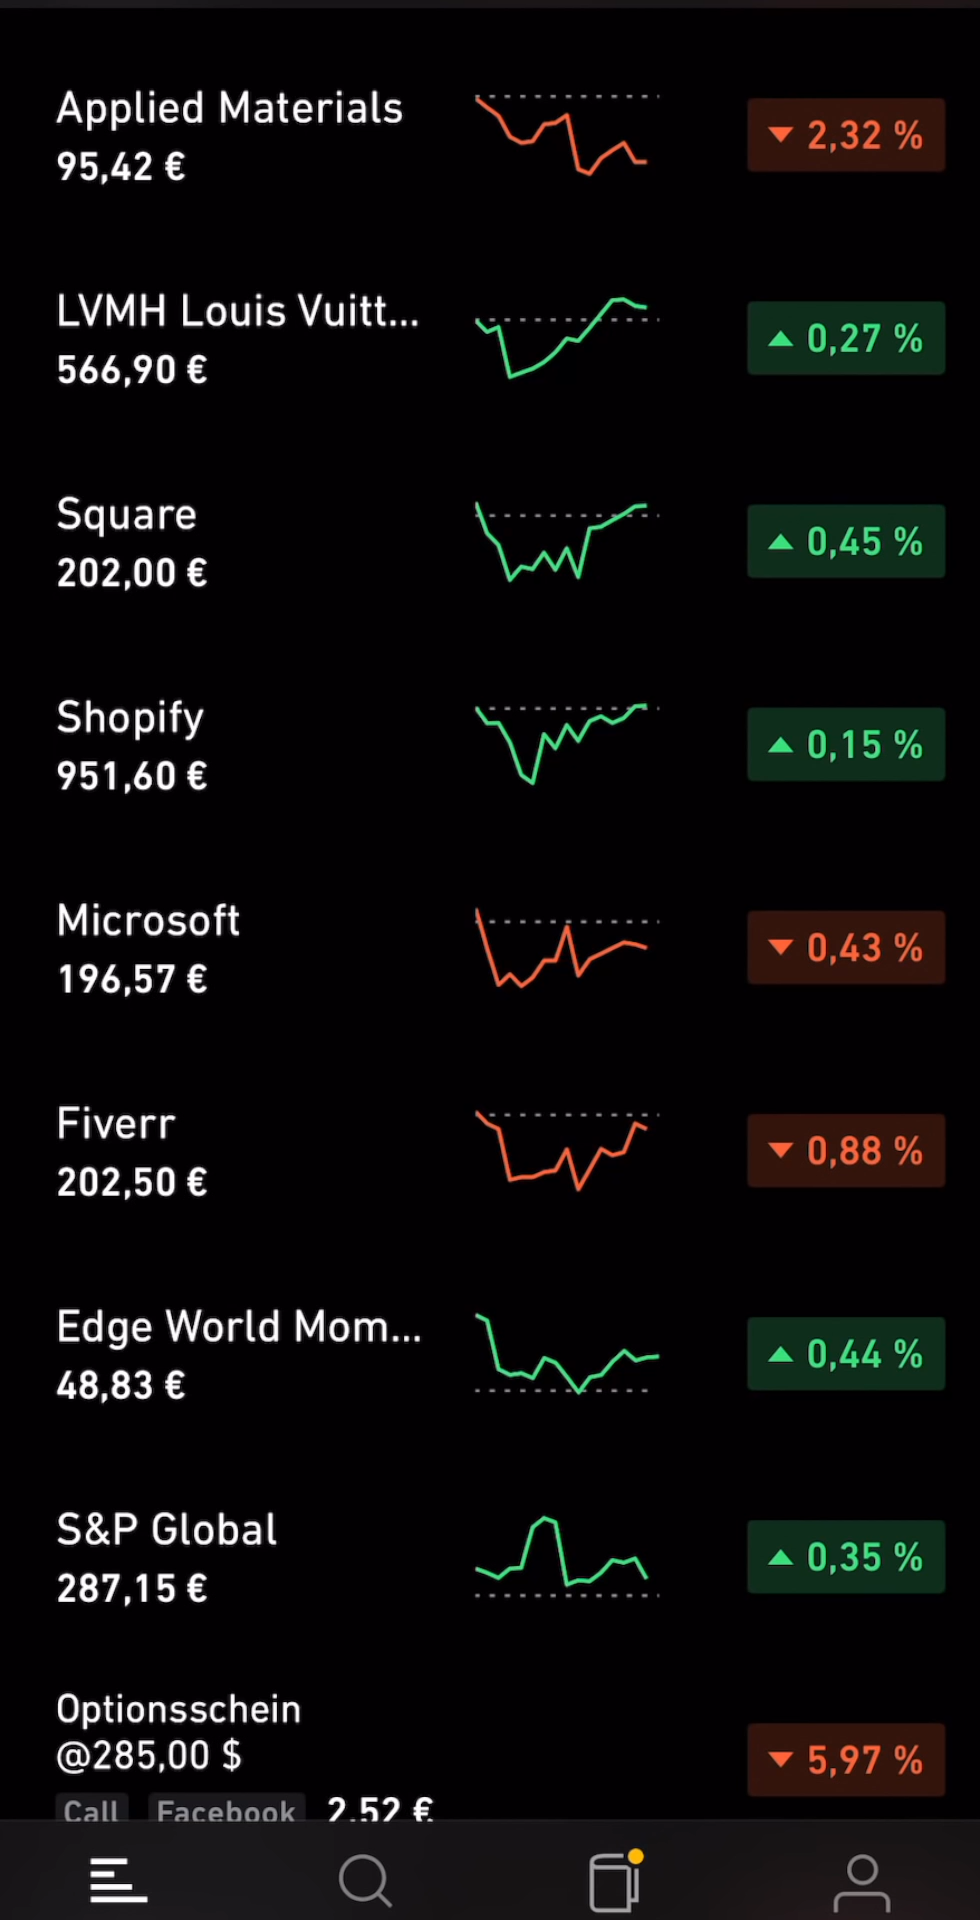 Applied Materials
95,42 €
▼ 2,32 %
LVMH Louis Vuitt...
566,90 €
▲ 0,27 %
Square
202,00 €
▲ 0,45 %
Shopify
951,60 €
▲ 0,15 %
Microsoft
196,57 €
▼ 0,43 %
Fiverr
202,50 €
▼ 0,88 %
Edge World Mom...
48,83 €
▲ 0,44 %
S&P Global
287,15 €
▲ 0,35 %
Optionsschein
@285,00 $
▼ 5,97 %
Call Facebook 2,52 €